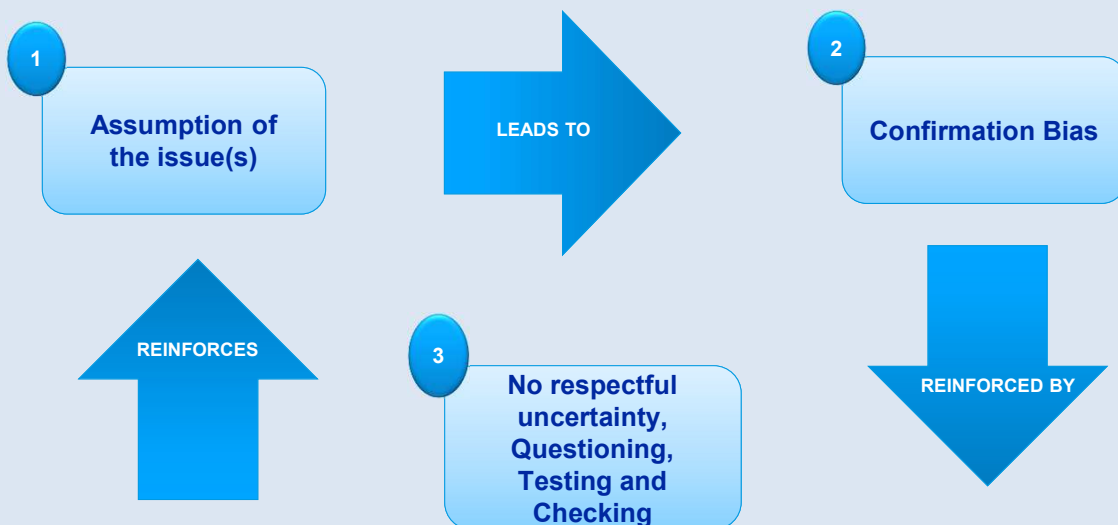 1
Assumption of
the issue(s)
LEADS TO
2
Confirmation Bias
REINFORCED BY
3
No respectful
uncertainty,
Questioning,
Testing and
Checking
REINFORCES